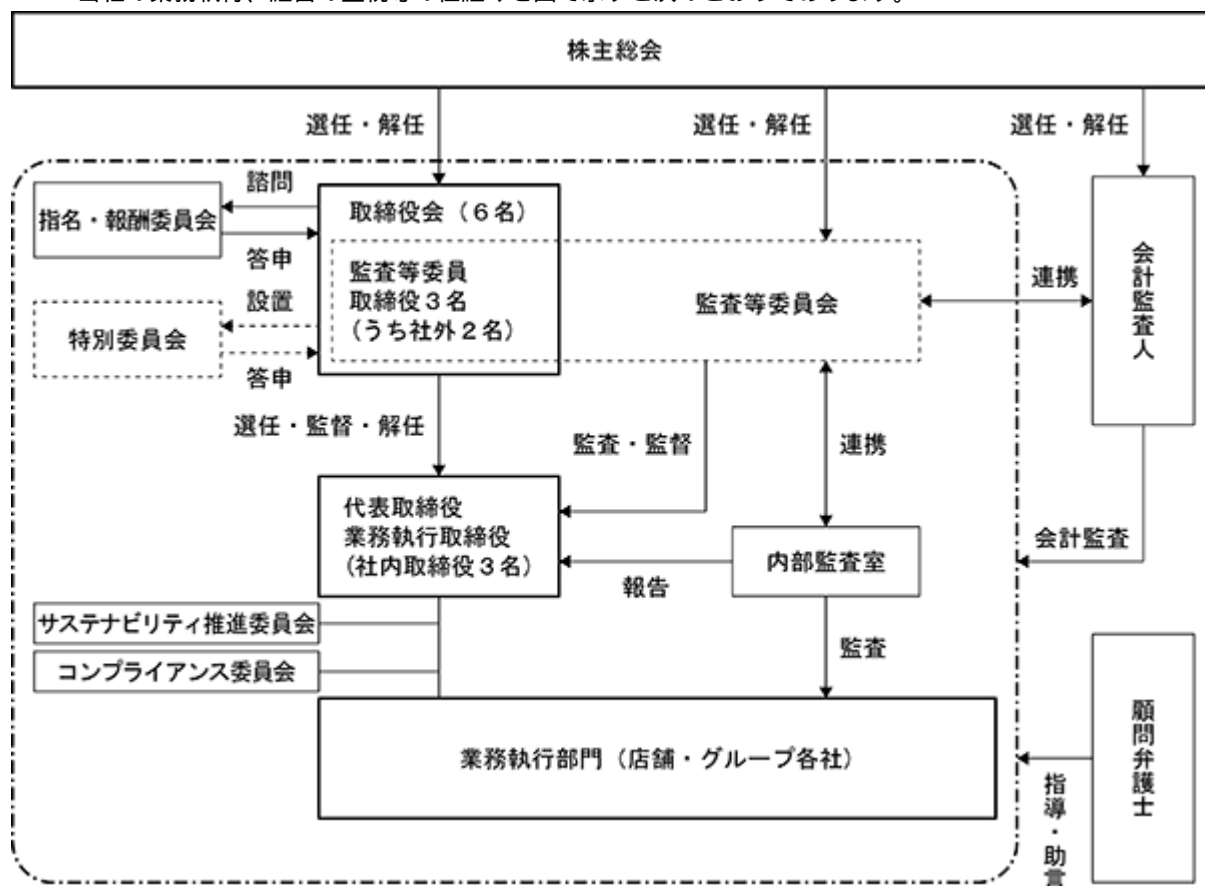 株主総会
選任・解任
選任・解任
選任・解任
諮問
指名・報酬委員会
答申
設置
特別委員会
答申
取締役会（６名）
監査等委員
取締役３名
(うち社外２名)
監査等委員会
連携
会計監査人
選任・監督・解任
監査・監督
連携
代表取締役
業務執行取締役
(社内取締役３名)
報告
内部監査室
会計監査
サステナビリティ推進委員会
コンプライアンス委員会
監査
業務執行部門（店舗・グループ各社）
顧問弁護士
指導・助言